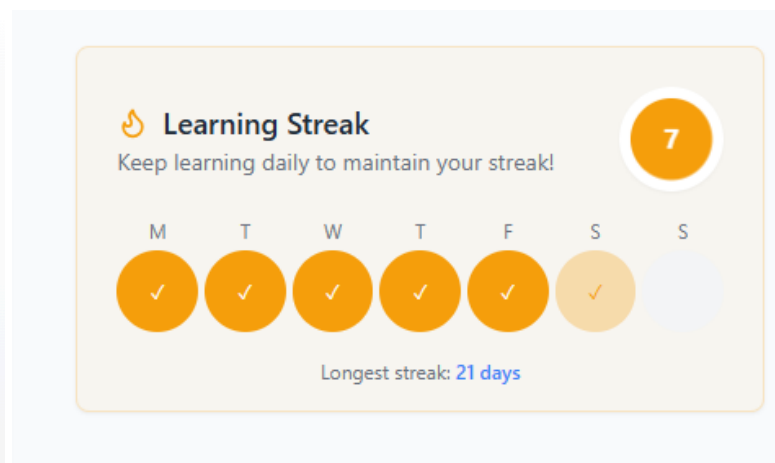 Learning Streak
7
Keep learning daily to maintain your streak!
M T W T F S S
✓ ✓ ✓ ✓ ✓ ✓
Longest streak: 21 days